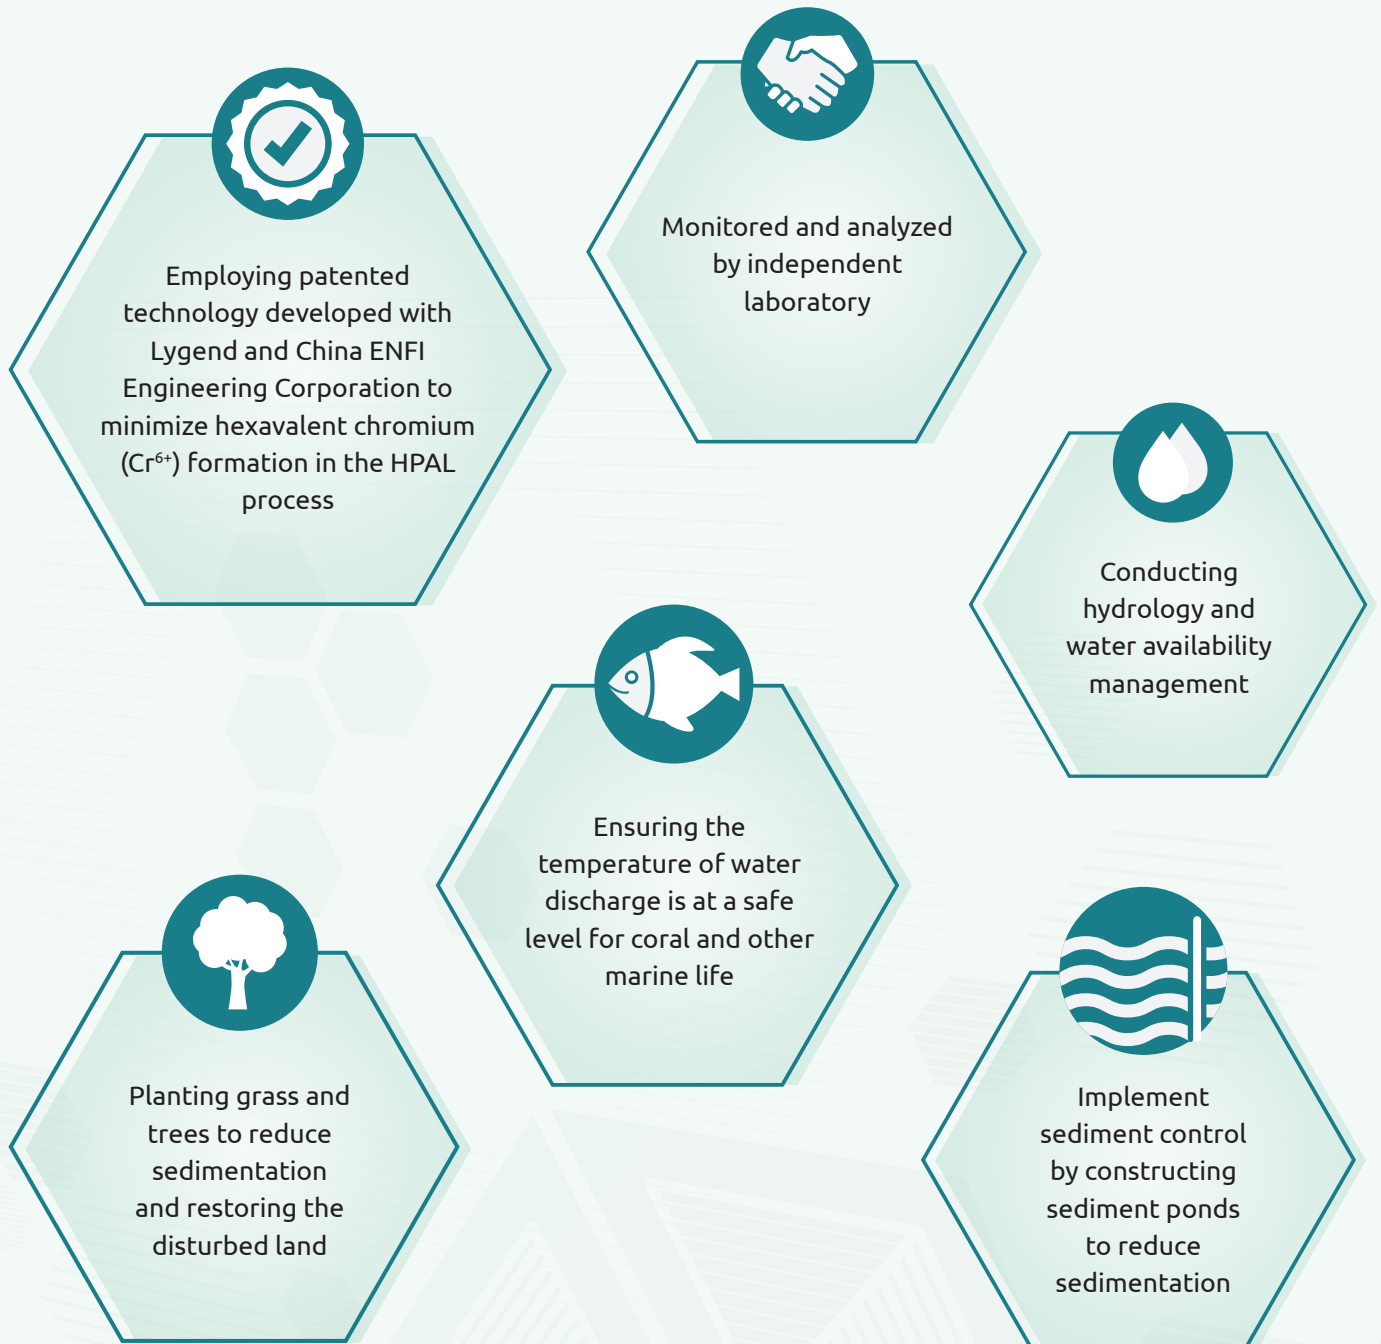 Employing patented
technology developed with
Lygend and China ENFI
Engineering Corporation to
minimize hexavalent chromium
(Cr⁶⁺) formation in the HPAL
process
Monitored and analyzed
by independent
laboratory
Conducting
hydrology and
water availability
management
Ensuring the
temperature of water
discharge is at a safe
level for coral and other
marine life
Planting grass and
trees to reduce
sedimentation
and restoring the
disturbed land
Implement
sediment control
by constructing
sediment ponds
to reduce
sedimentation